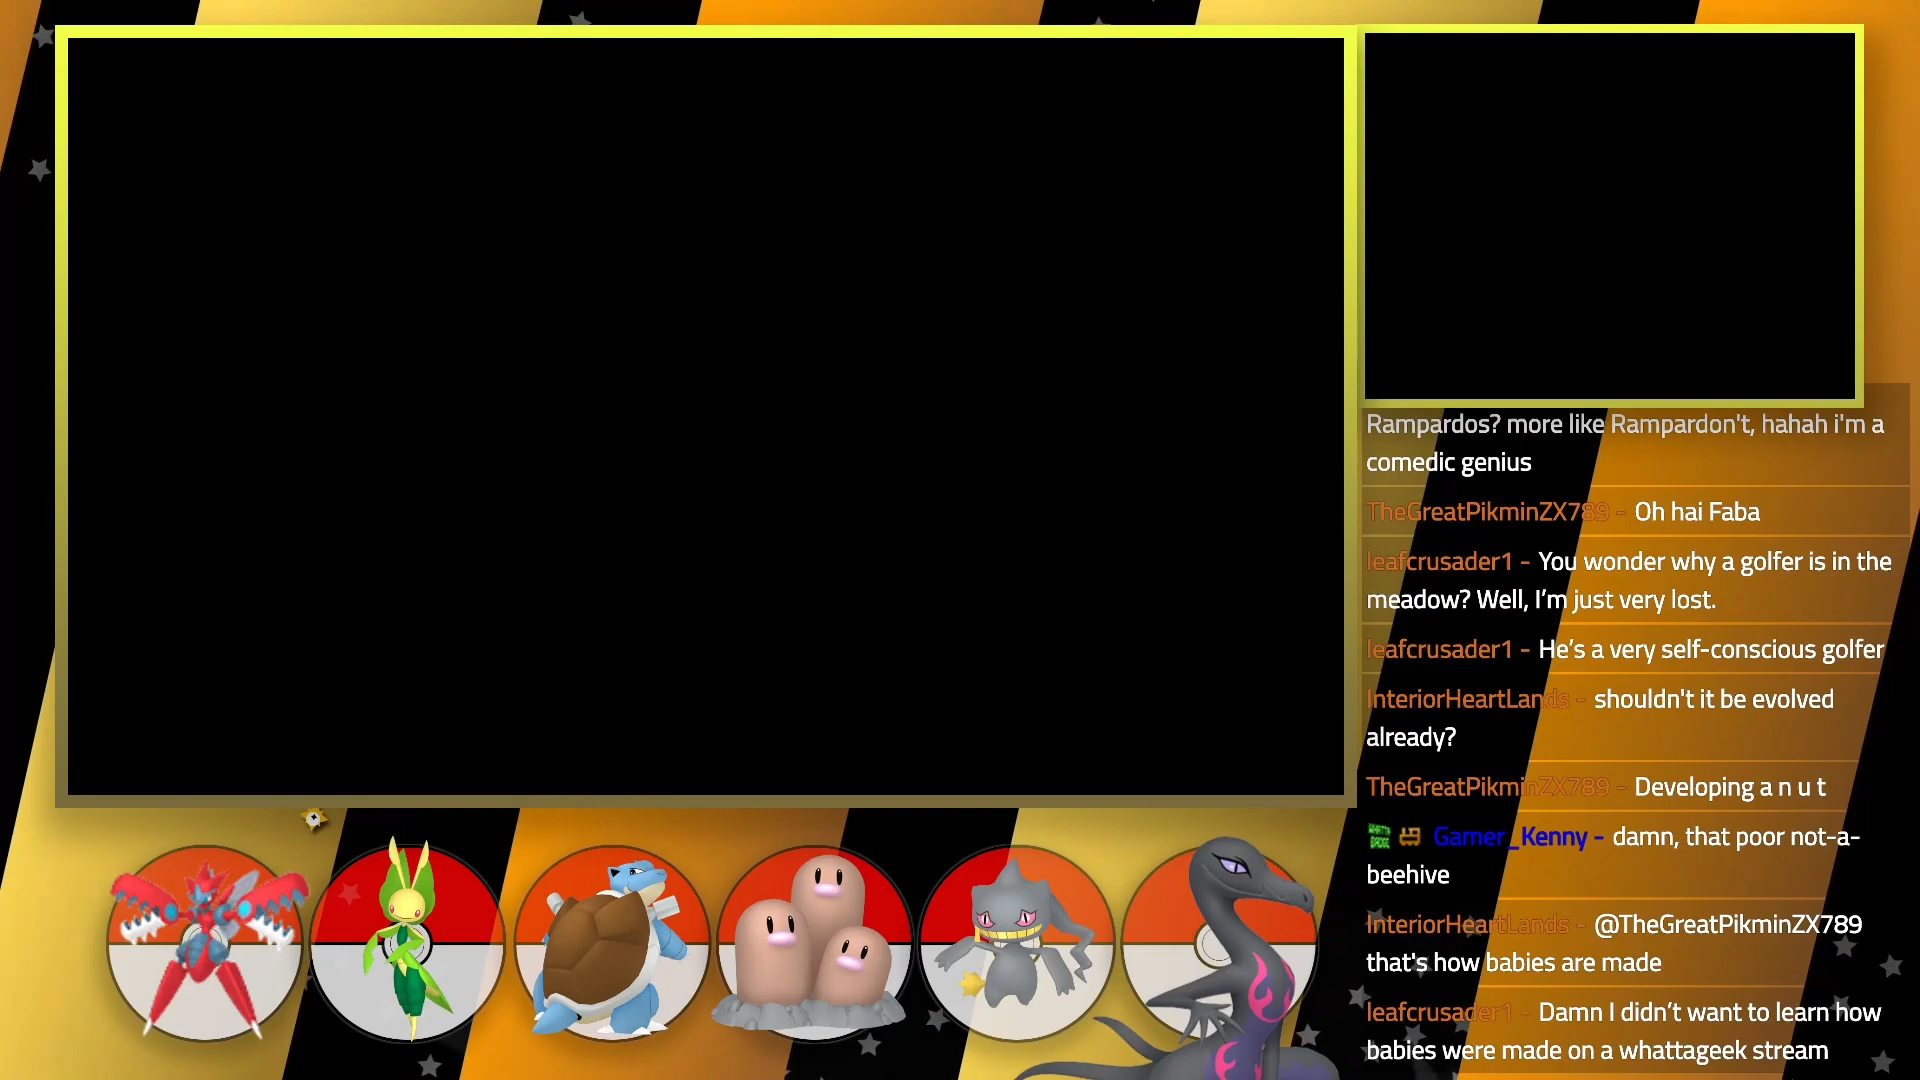 Rampardos? more like Rampardon't, hahah i'm a
comedic genius
TheGreatPikminZX789 - Oh hai Faba
leafcrusader1 - You wonder why a golfer is in the
meadow? Well, I’m just very lost.
leafcrusader1 - He’s a very self-conscious golfer
InteriorHeartLands - shouldn't it be evolved
already?
TheGreatPikminZX789 - Developing a n u t
Gamer_Kenny - damn, that poor not-a-
beehive
InteriorHeartLands - @TheGreatPikminZX789
that's how babies are made
leafcrusader1 - Damn I didn’t want to learn how
babies were made on a whattageek stream